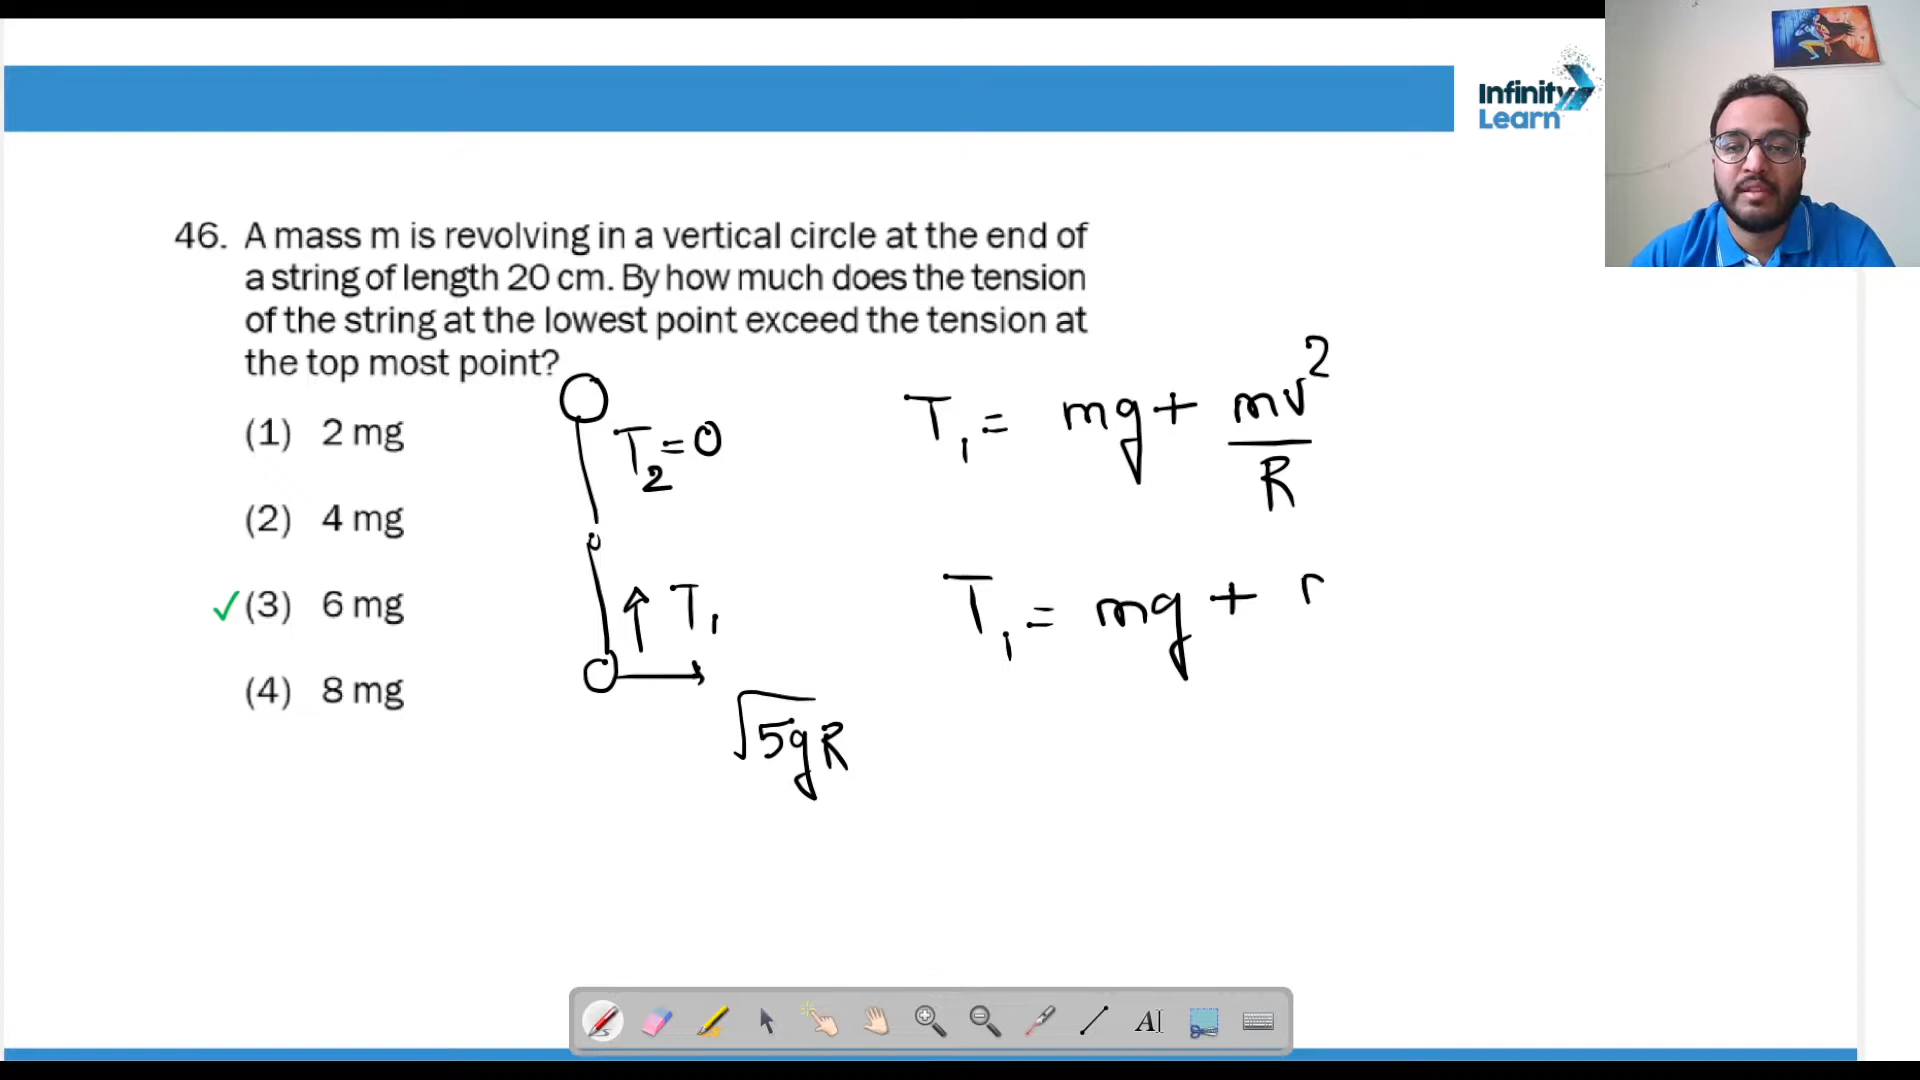 Infinity
Learn
46. A mass m is revolving in a vertical circle at the end of
a string of length 20 cm. By how much does the tension
of the string at the lowest point exceed the tension at
the top most point?
(1) 2 mg
(2) 4 mg
✓(3) 6 mg
(4) 8 mg
T₂=0
T₁
√5gR
T₁ = mg + mv²/R
T₁ = mg + r
A